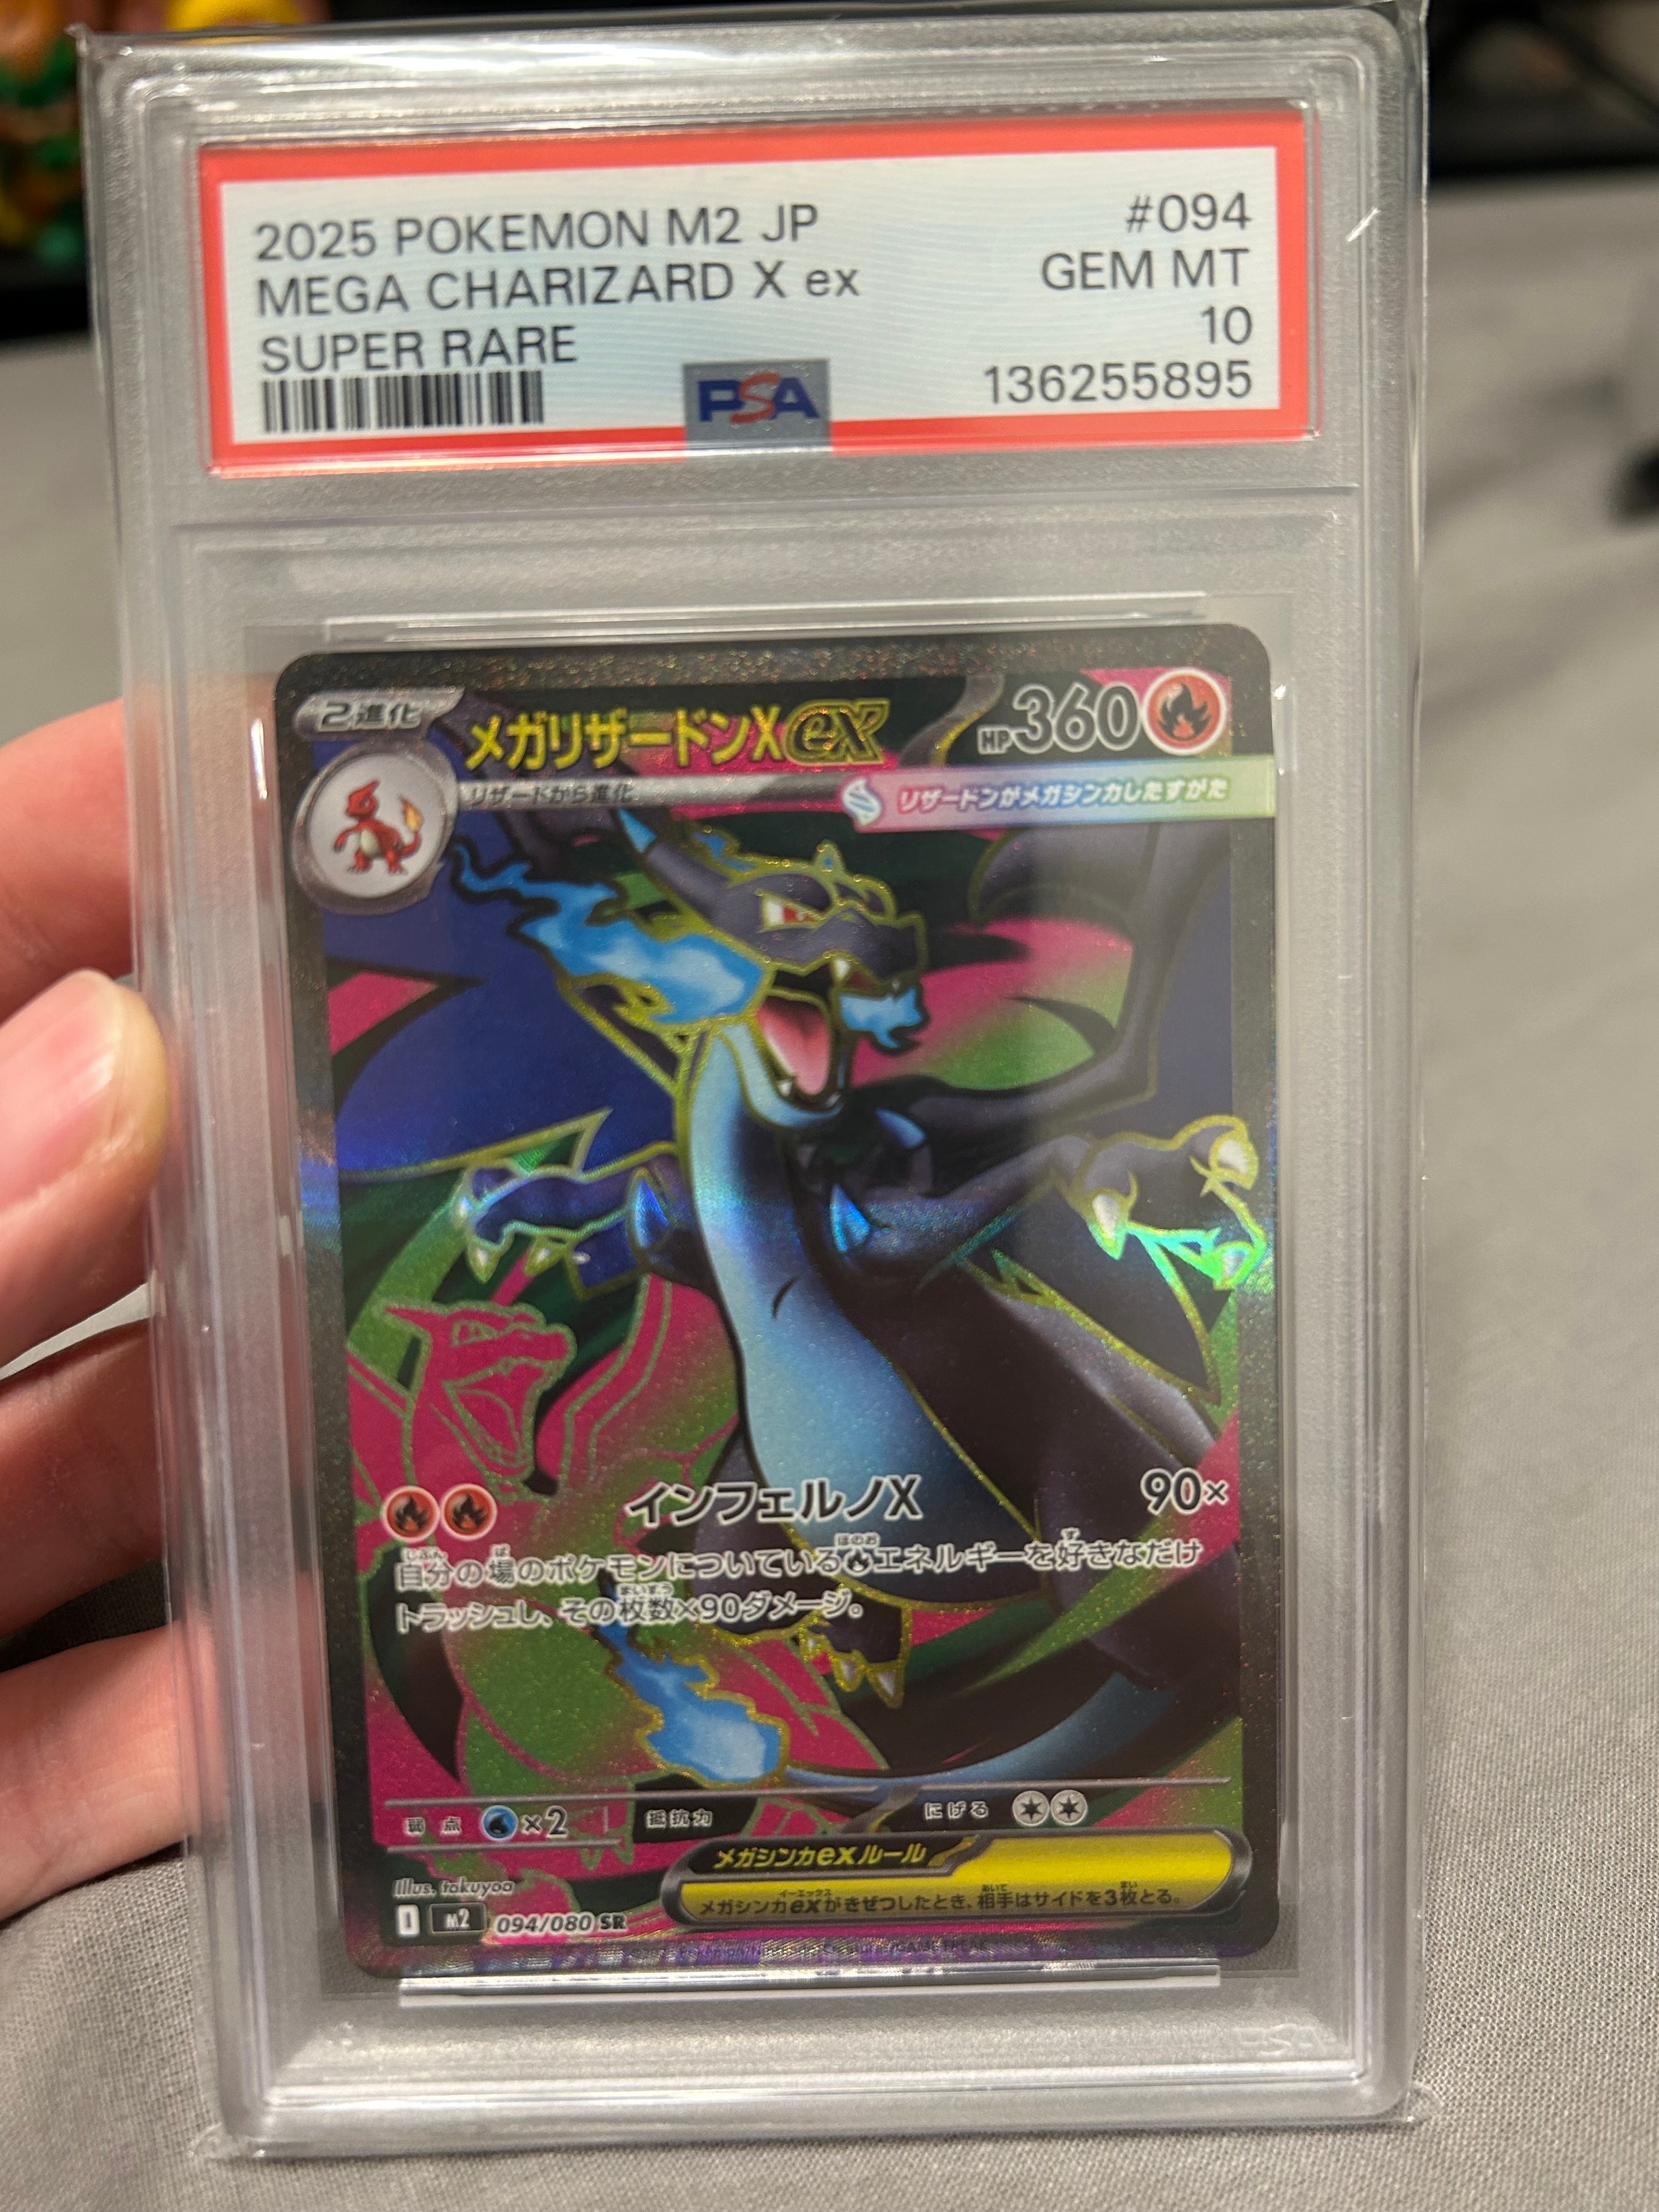 2025 POKEMON M2 JP #094
MEGA CHARIZARD X ex GEM MT
SUPER RARE 10
PSA 136255895
2進化 メガリザードンXex HP360
リザードから進化 リザードンがメガシンカしたすがた
インフェルノX 90×
自分の場のポケモンについているエネルギーを好きなだけ
トラッシュし、その枚数×90ダメージ。
弱点 ×2 抵抗力 にげる
メガシンカexルール
メガシンカexがきぜつしたとき、相手はサイドを3枚とる。
Illus. takuyoa
I M2 094/080 SR